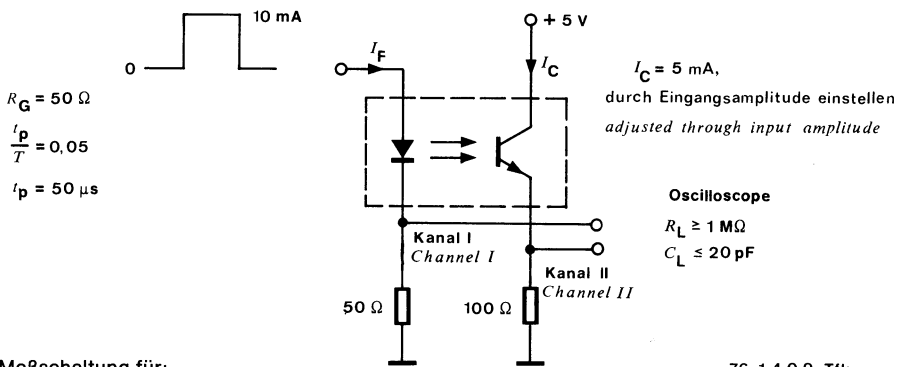 10 mA
+ 5 V
0
I_F
I_C
I_C = 5 mA,
durch Eingangsamplitude einstellen
adjusted through input amplitude
R_G = 50 Ω
t_p/T = 0,05
t_p = 50 μs
Oscilloscope
R_L ≥ 1 MΩ
C_L ≤ 20 pF
Kanal I
Channel I
Kanal II
Channel II
50 Ω
100 Ω
Meßschaltung für: